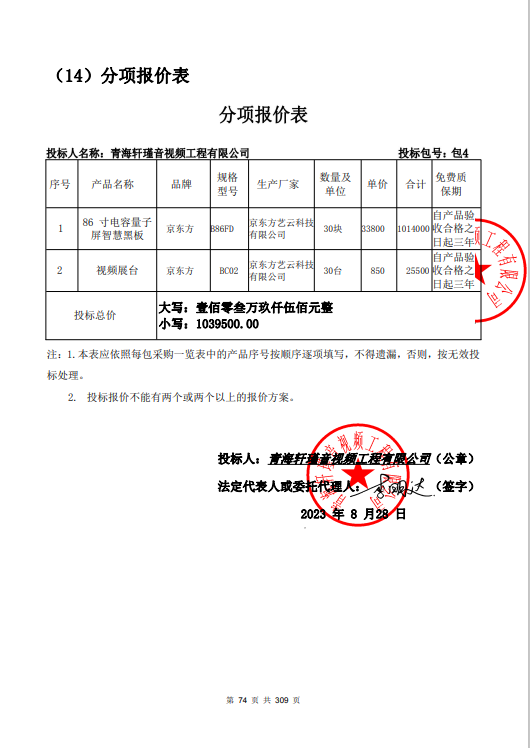 （14）分项报价表
分项报价表
投标人名称：青海轩瑾音视频工程有限公司 投标包号：包4
序号 产品名称 品牌 规格型号 生产厂家 数量及单位 单价 合计 免费质保期
1 86 寸电容量子屏智慧黑板 京东方 B86FD 京东方艺云科技有限公司 30块 33800 1014000 自产品验收合格之日起三年
2 视频展台 京东方 BC02 京东方艺云科技有限公司 30台 850 25500 自产品验收合格之日起三年
投标总价 大写：壹佰零叁万玖仟伍佰元整
小写：1039500.00
注：1.本表应依照每包采购一览表中的产品序号按顺序逐项填写，不得遗漏，否则，按无效投
标处理。
2. 投标报价不能有两个或两个以上的报价方案。
投标人：青海轩瑾音视频工程有限公司（公章）
法定代表人或委托代理人：（签字）
2023 年 8 月28 日
第 74 页 共 309 页